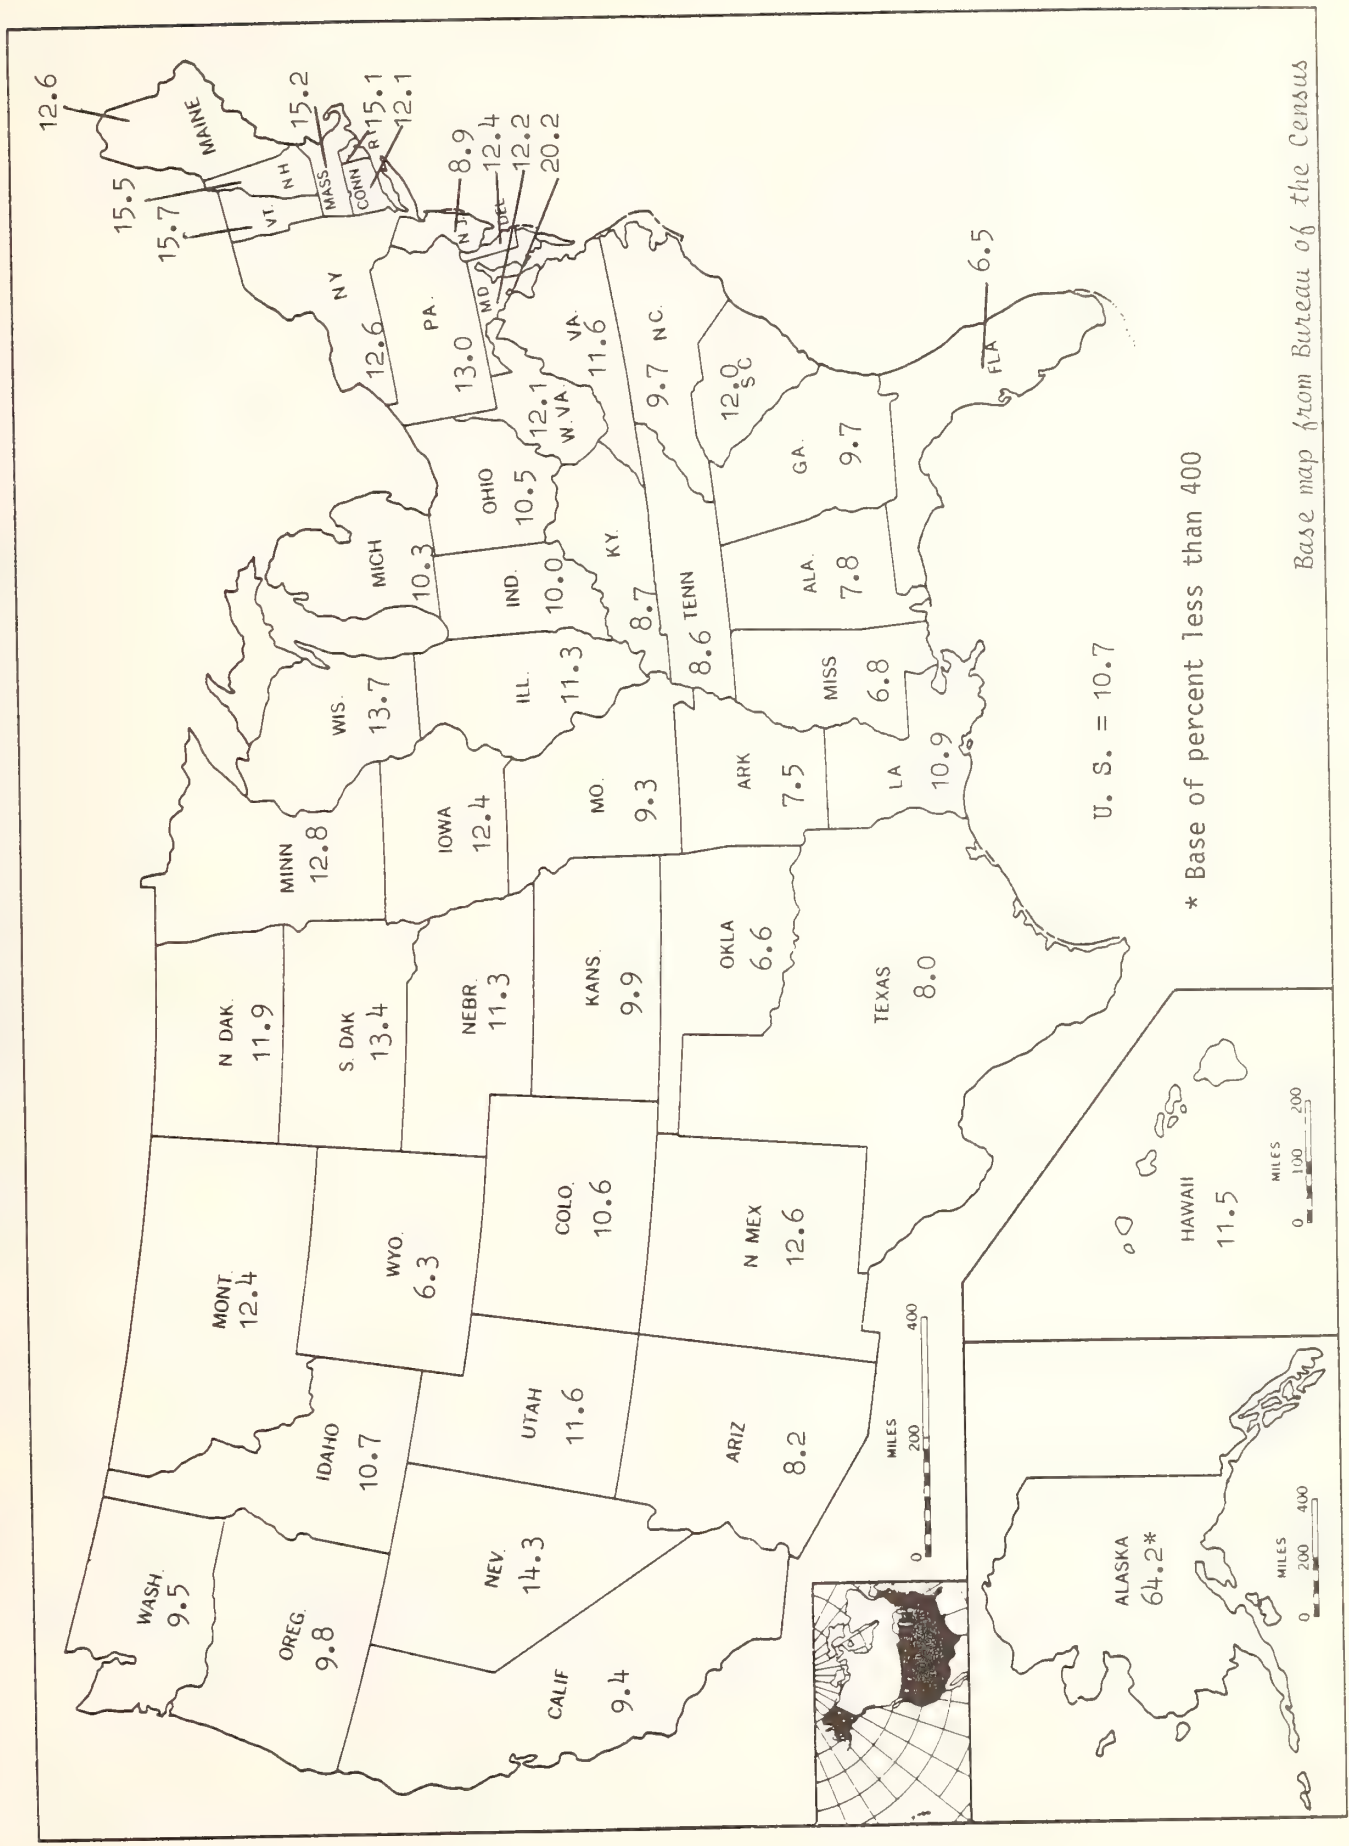 WASH.
9.5
OREG.
9.8
CALIF
9.4
NEV.
14.3
IDAHO
10.7
MONT.
12.4
WYO.
6.3
UTAH
11.6
COLO.
10.6
ARIZ
8.2
N MEX
12.6
N DAK.
11.9
S. DAK
13.4
NEBR.
11.3
KANS.
9.9
OKLA
6.6
TEXAS
8.0
MINN
12.8
IOWA
12.4
MO.
9.3
ARK
7.5
LA
10.9
WIS.
13.7
ILL.
11.3
MICH
10.3
IND.
10.0
OHIO
10.5
KY.
8.7
TENN
8.6
MISS
6.8
ALA.
7.8
GA.
9.7
FLA
6.5
12.0
S C
9.7 N C.
VA.
11.6
12.1
W. VA.
PA.
13.0
NY
12.6
VT.
15.7
NH
15.5
MAINE
12.6
MASS
15.2
RI
15.1
CONN
12.1
N J
8.9
DEL
12.4
MD
12.2
20.2
U. S. = 10.7
* Base of percent less than 400
ALASKA
64.2*
MILES
0 200 400
HAWAII
11.5
MILES
0 100 200
MILES
0 200 400
Base map from Bureau of the Census